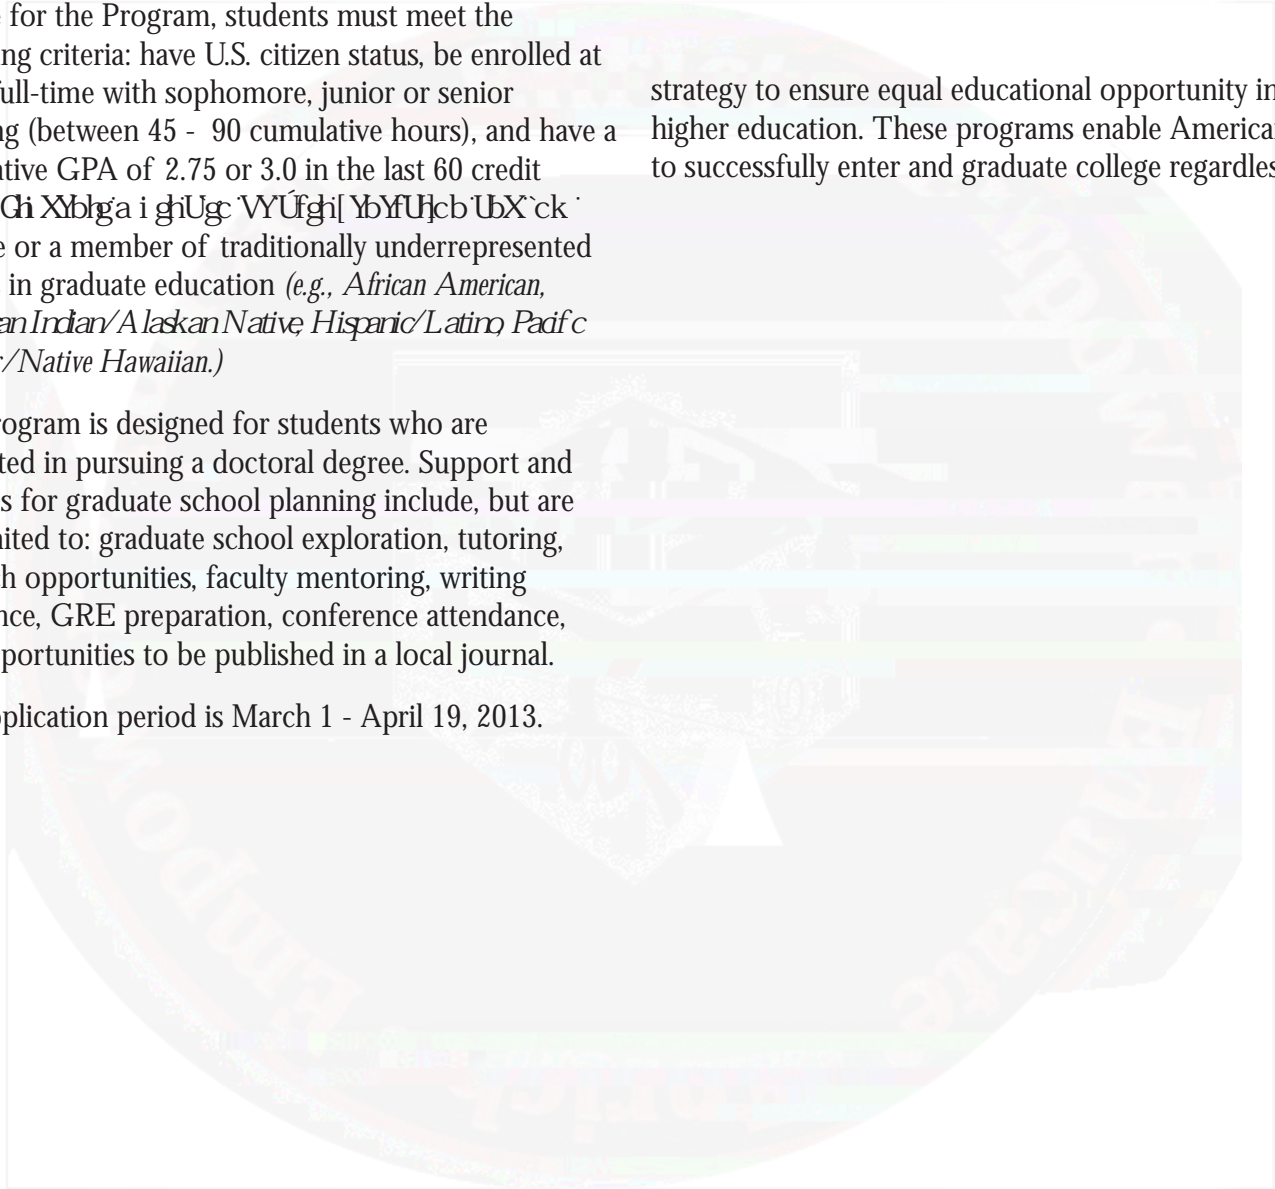 for the Program, students must meet the
ng criteria: have U.S. citizen status, be enrolled at
full-time with sophomore, junior or senior
ng (between 45 - 90 cumulative hours), and have a
ative GPA of 2.75 or 3.0 in the last 60 credit
e or a member of traditionally underrepresented
in graduate education (e.g., African American,
an Indian/Alaskan Native, Hispanic/Latino, Pacif c
r/Native Hawaiian.)
rogram is designed for students who are
ted in pursuing a doctoral degree. Support and
s for graduate school planning include, but are
nited to: graduate school exploration, tutoring,
ch opportunities, faculty mentoring, writing
nce, GRE preparation, conference attendance,
portunities to be published in a local journal.
pplication period is March 1 - April 19, 2013.
strategy to ensure equal educational opportunity in
higher education. These programs enable American
to successfully enter and graduate college regardles